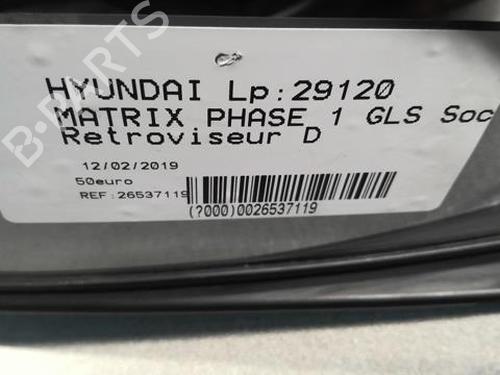 B-PARTS
HYUNDAI Lp:29120
MATRIX PHASE 1 GLS Soc
Retroviseur D
12/02/2019
50euro
REF:26537119
(?000)0026537119